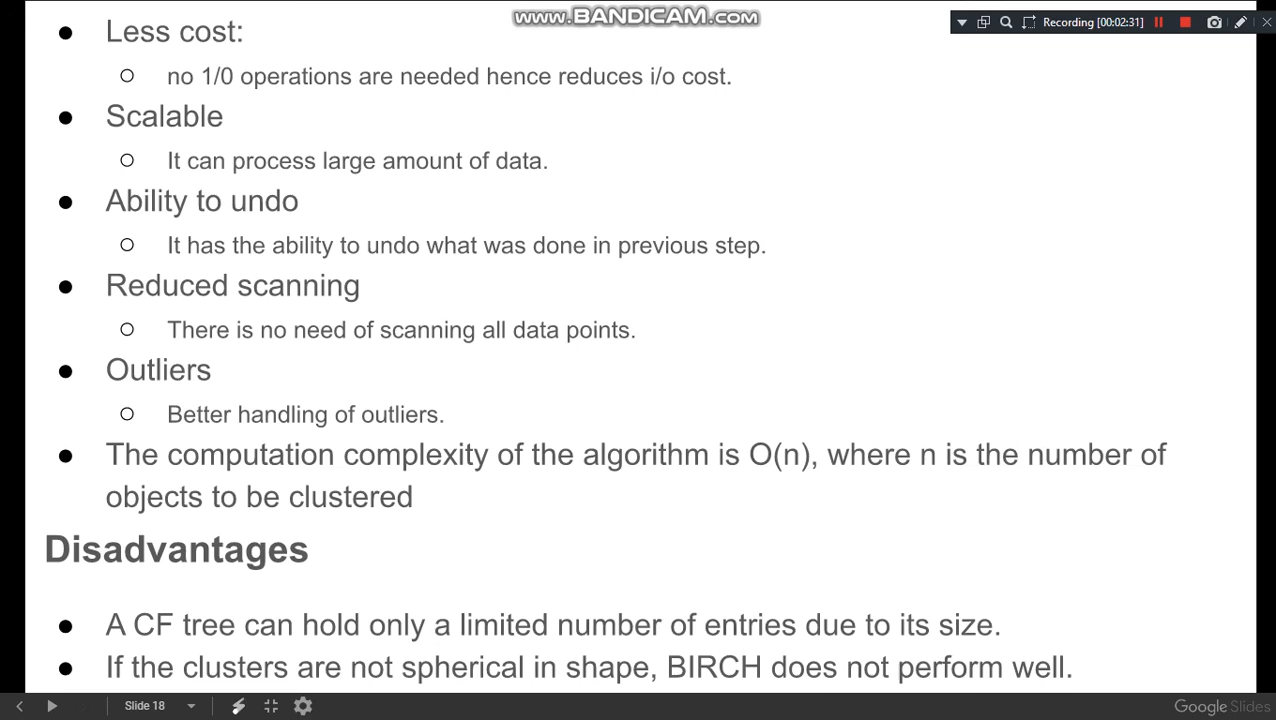 www.BANDICAM.com
Recording [00:02:31]
Less cost:
no 1/0 operations are needed hence reduces i/o cost.
Scalable
It can process large amount of data.
Ability to undo
It has the ability to undo what was done in previous step.
Reduced scanning
There is no need of scanning all data points.
Outliers
Better handling of outliers.
The computation complexity of the algorithm is O(n), where n is the number of
objects to be clustered
Disadvantages
A CF tree can hold only a limited number of entries due to its size.
If the clusters are not spherical in shape, BIRCH does not perform well.
Slide 18
Google Slides